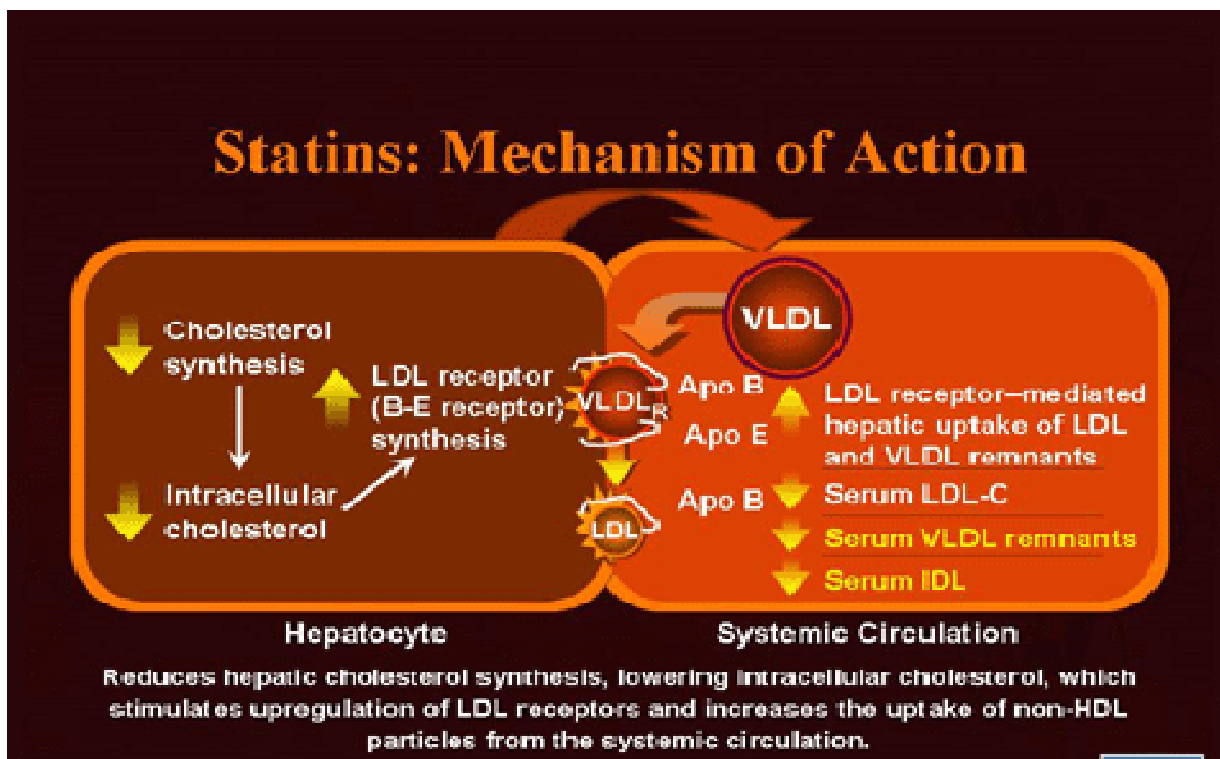 Statins: Mechanism of Action
Cholesterol
synthesis
LDL receptor
(B-E receptor)
synthesis
Intracellular
cholesterol
VLDL
VLDL R
Apo B
Apo E
LDL
Apo B
LDL receptor–mediated
hepatic uptake of LDL
and VLDL remnants
Serum LDL-C
Serum VLDL remnants
Serum IDL
Hepatocyte
Systemic Circulation
Reduces hepatic cholesterol synthesis, lowering intracellular cholesterol, which
stimulates upregulation of LDL receptors and increases the uptake of non-HDL
particles from the systemic circulation.